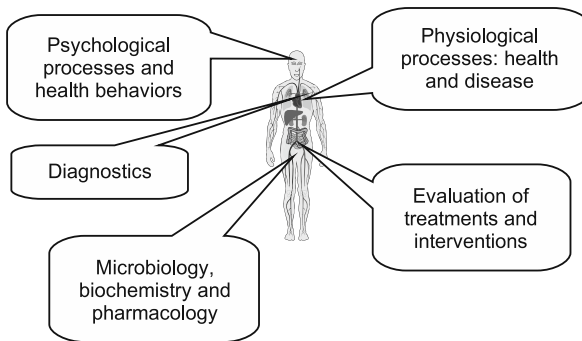 Psychological
processes and
health behaviors
Physiological
processes: health
and disease
Diagnostics
Evaluation of
treatments and
interventions
Microbiology,
biochemistry and
pharmacology